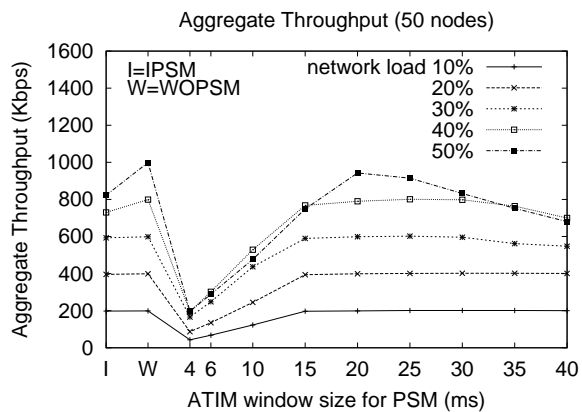 Aggregate Throughput (50 nodes)
Aggregate Throughput (Kbps)
1600
1400
1200
1000
800
600
400
200
0
I=IPSM
W=WOPSM
network load 10%
20%
30%
40%
50%
I W 4 6 10 15 20 25 30 35 40
ATIM window size for PSM (ms)